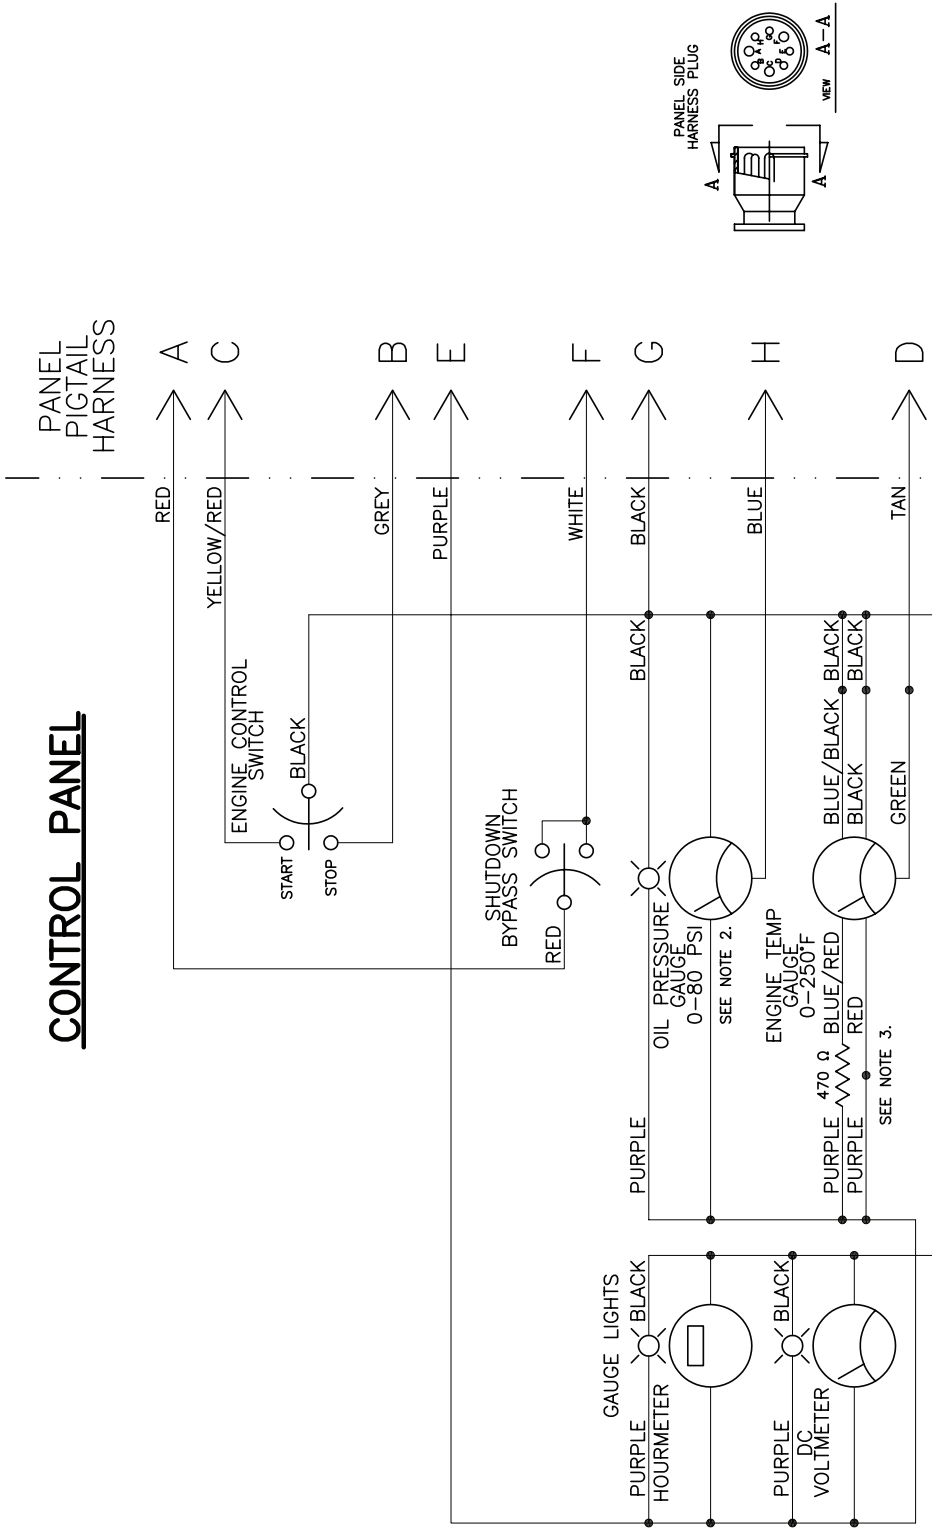 CONTROL PANEL
PANEL
PIGTAIL
HARNESS
PANEL SIDE
HARNESS PLUG
A
A
VIEW A-A
A
B
C
D
E
F
G
H
A
C
B
E
F
G
H
D
RED
YELLOW/RED
GREY
PURPLE
WHITE
BLACK
BLUE
TAN
ENGINE CONTROL
SWITCH
BLACK
START
STOP
SHUTDOWN
BYPASS SWITCH
RED
BLACK
OIL PRESSURE
GAUGE
0-80 PSI
SEE NOTE 2.
PURPLE
BLUE/BLACK BLACK
BLACK BLACK
GREEN
ENGINE TEMP
GAUGE
0-250°F
PURPLE 470 Ω BLUE/RED
PURPLE RED
SEE NOTE 3.
GAUGE LIGHTS
PURPLE BLACK
HOURMETER
PURPLE BLACK
DC
VOLTMETER